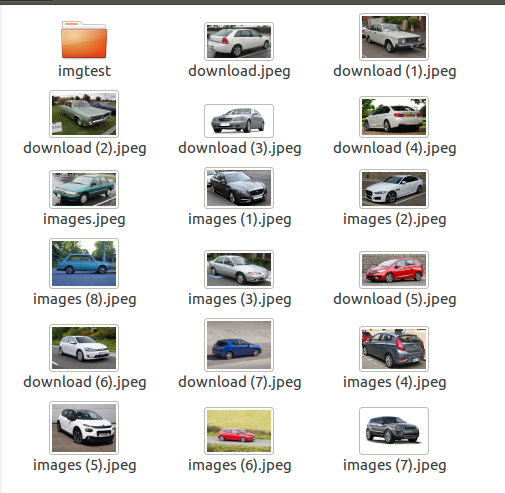 imgtest
download.jpeg
download (1).jpeg
download (2).jpeg
download (3).jpeg
download (4).jpeg
images.jpeg
images (1).jpeg
images (2).jpeg
images (8).jpeg
images (3).jpeg
download (5).jpeg
download (6).jpeg
download (7).jpeg
images (4).jpeg
images (5).jpeg
images (6).jpeg
images (7).jpeg